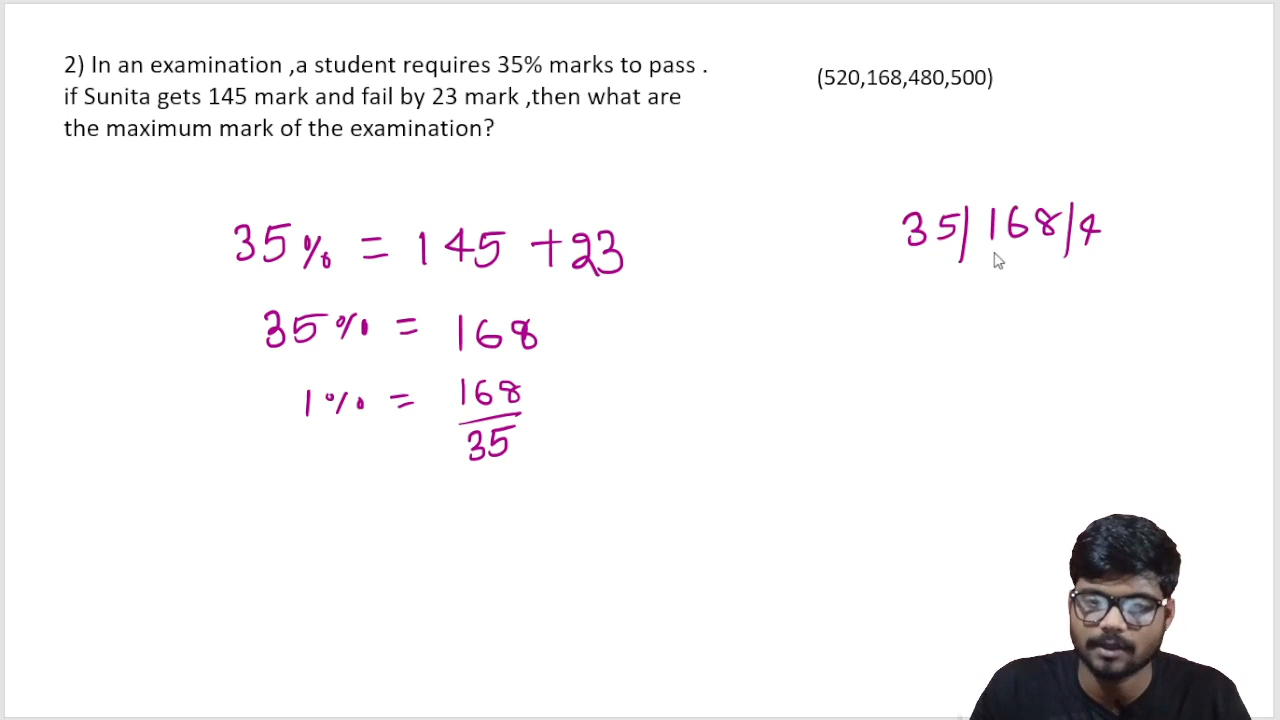 2) In an examination ,a student requires 35% marks to pass .
if Sunita gets 145 mark and fail by 23 mark ,then what are
the maximum mark of the examination?
(520,168,480,500)
35% = 145 +23
35% = 168
1% = 168/35
35/168/4